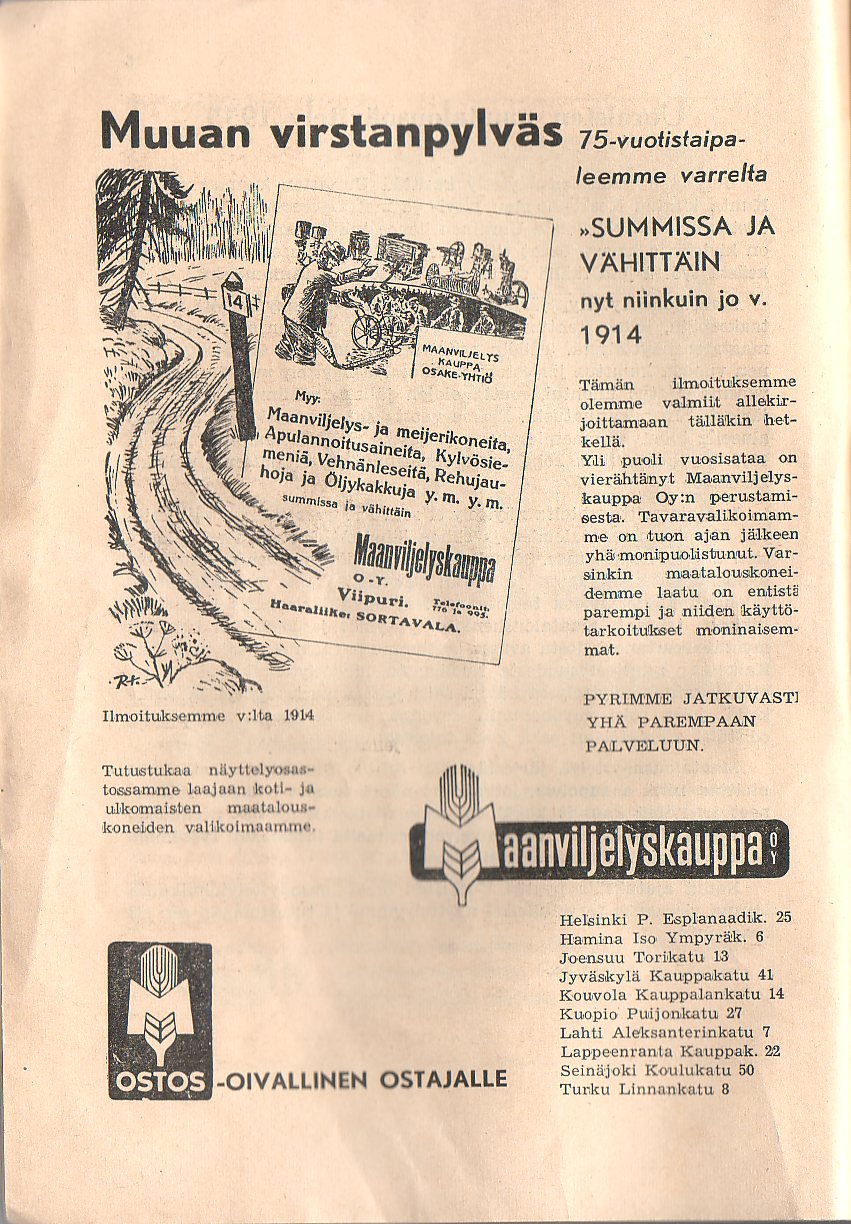 Muuan virstanpylväs 75-vuotistaipa-
leemme varrelta
»SUMMISSA JA
VÄHITTÄIN
nyt niinkuin jo v.
1914
14
MAANVILJELYS
KAUPPA
OSAKE-YHTIÖ
Myy:
Maanviljelys- ja meijerikoneita,
Apulannoitusaineita, Kylvösie-
meniä, Vehnänleseitä, Rehujau-
hoja ja Öljykakkuja y. m. y. m.
summissa ja vähittäin
Maanviljelyskauppa
O-Y.
Viipuri. Telefoonit: 776 ja 995.
Haaraliike: SORTAVALA.
RK-
Ilmoituksemme v:lta 1914
Tutustukaa näyttelyosas-
tossamme laajaan koti- ja
ulkomaisten maatalous-
koneiden valikoimaamme.
Tämän ilmoituksemme
olemme valmiit allekir-
joittamaan tälläkin het-
kellä.
Yli puoli vuosisataa on
vierähtänyt Maanviljelys-
kauppa Oy:n perustami-
sesta. Tavaravalikoimam-
me on tuon ajan jälkeen
yhä monipuolistunut. Var-
sinkin maatalouskonei-
demme laatu on entistä
parempi ja niiden käyttö-
tarkoitukset moninaisem-
mat.
PYRIMME JATKUVASTI
YHÄ PAREMPAAN
PALVELUUN.
Maanviljelyskauppa OY
Helsinki P. Esplanaadik. 25
Hamina Iso Ympyräk. 6
Joensuu Torikatu 13
Jyväskylä Kauppakatu 41
Kouvola Kauppalankatu 14
Kuopio Puijonkatu 27
Lahti Aleksanterinkatu 7
Lappeenranta Kauppak. 22
Seinäjoki Koulukatu 50
Turku Linnankatu 8
M
OSTOS -OIVALLINEN OSTAJALLE